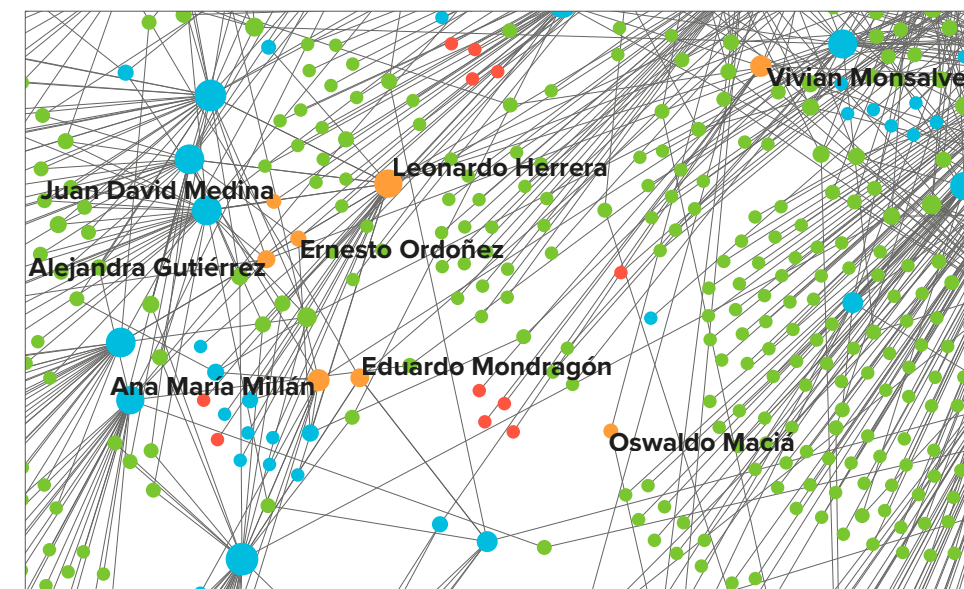 Vivian Monsalve
Leonardo Herrera
Juan David Medina
Ernesto Ordoñez
Alejandra Gutiérrez
Eduardo Mondragón
Ana María Millán
Oswaldo Maciá